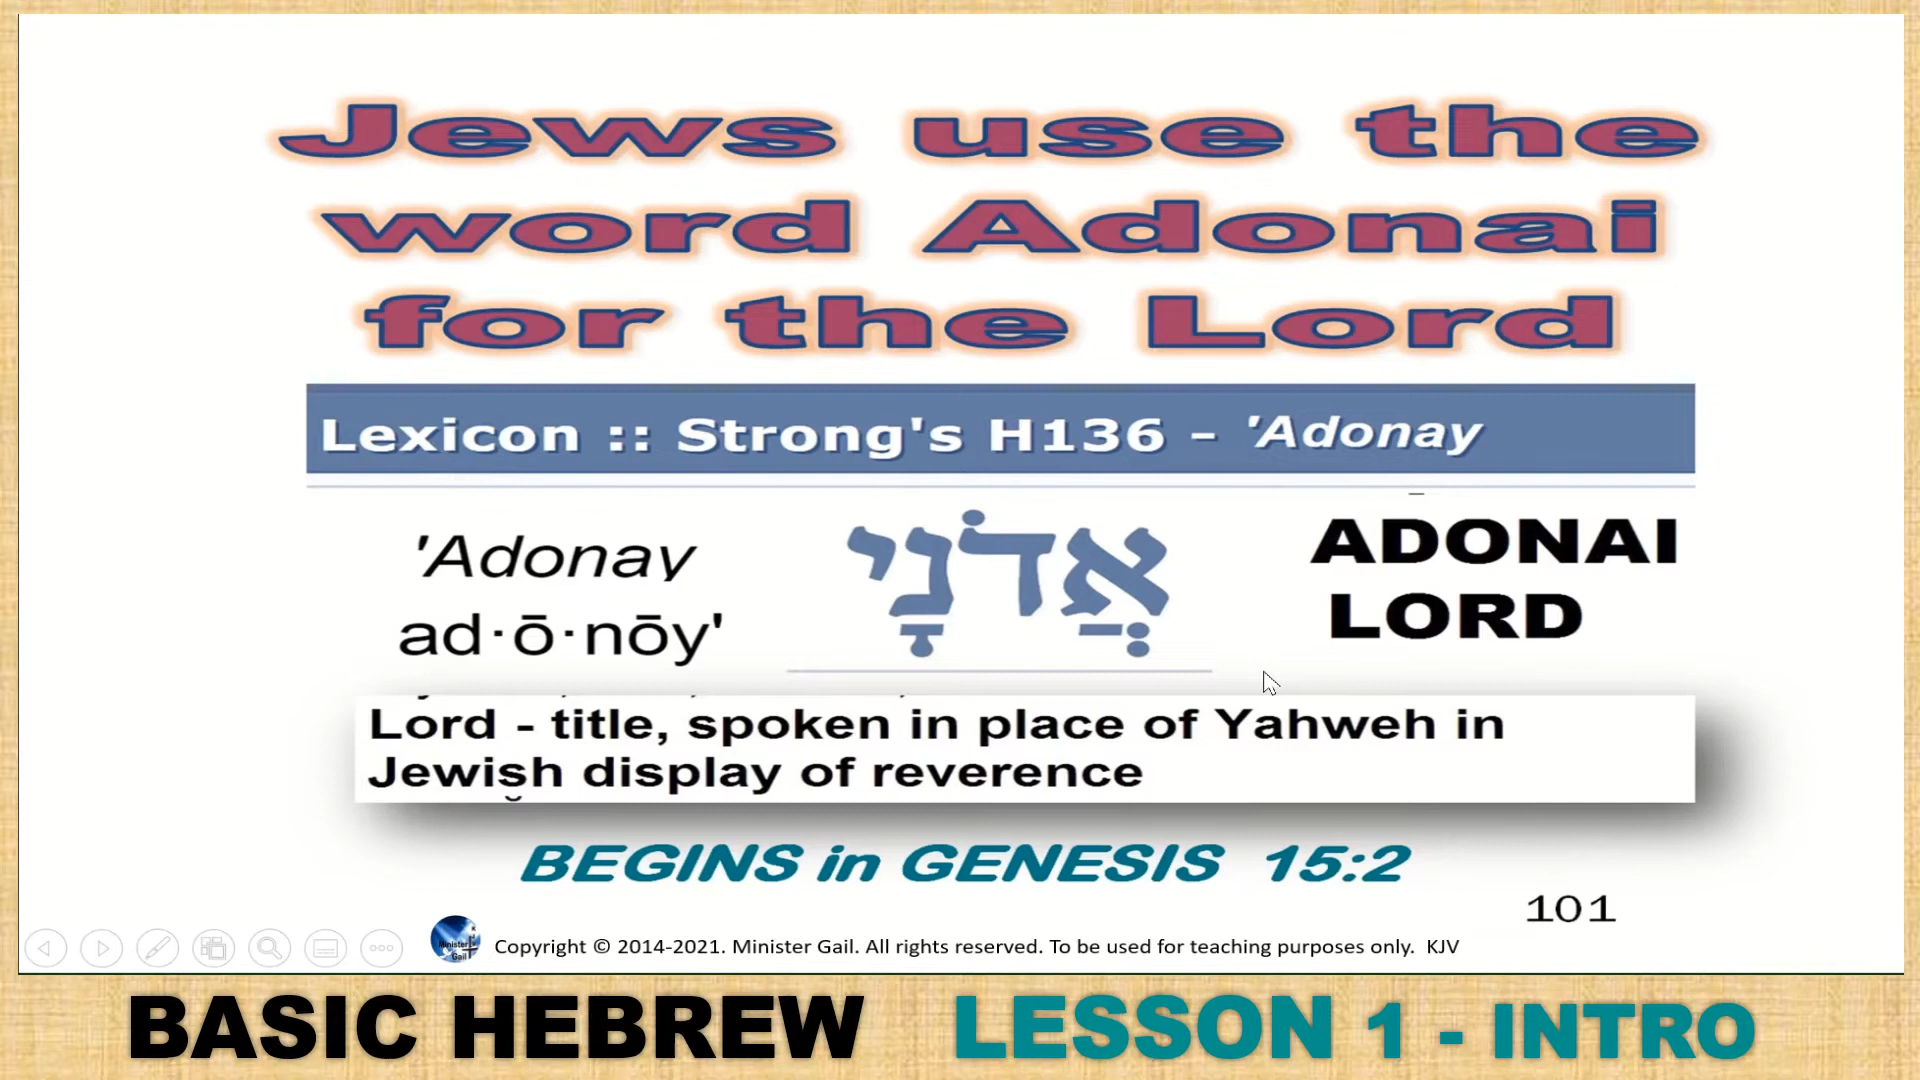 Jews use the
word Adonai
for the Lord
Lexicon :: Strong's H136 – 'Adonay
'Adonay
ad·ō·nōy'
אֲדֹנָי
ADONAI
LORD
Lord - title, spoken in place of Yahweh in
Jewish display of reverence
BEGINS in GENESIS 15:2
101
Minister
Gail
Copyright © 2014-2021. Minister Gail. All rights reserved. To be used for teaching purposes only. KJV
BASIC HEBREW LESSON 1 - INTRO